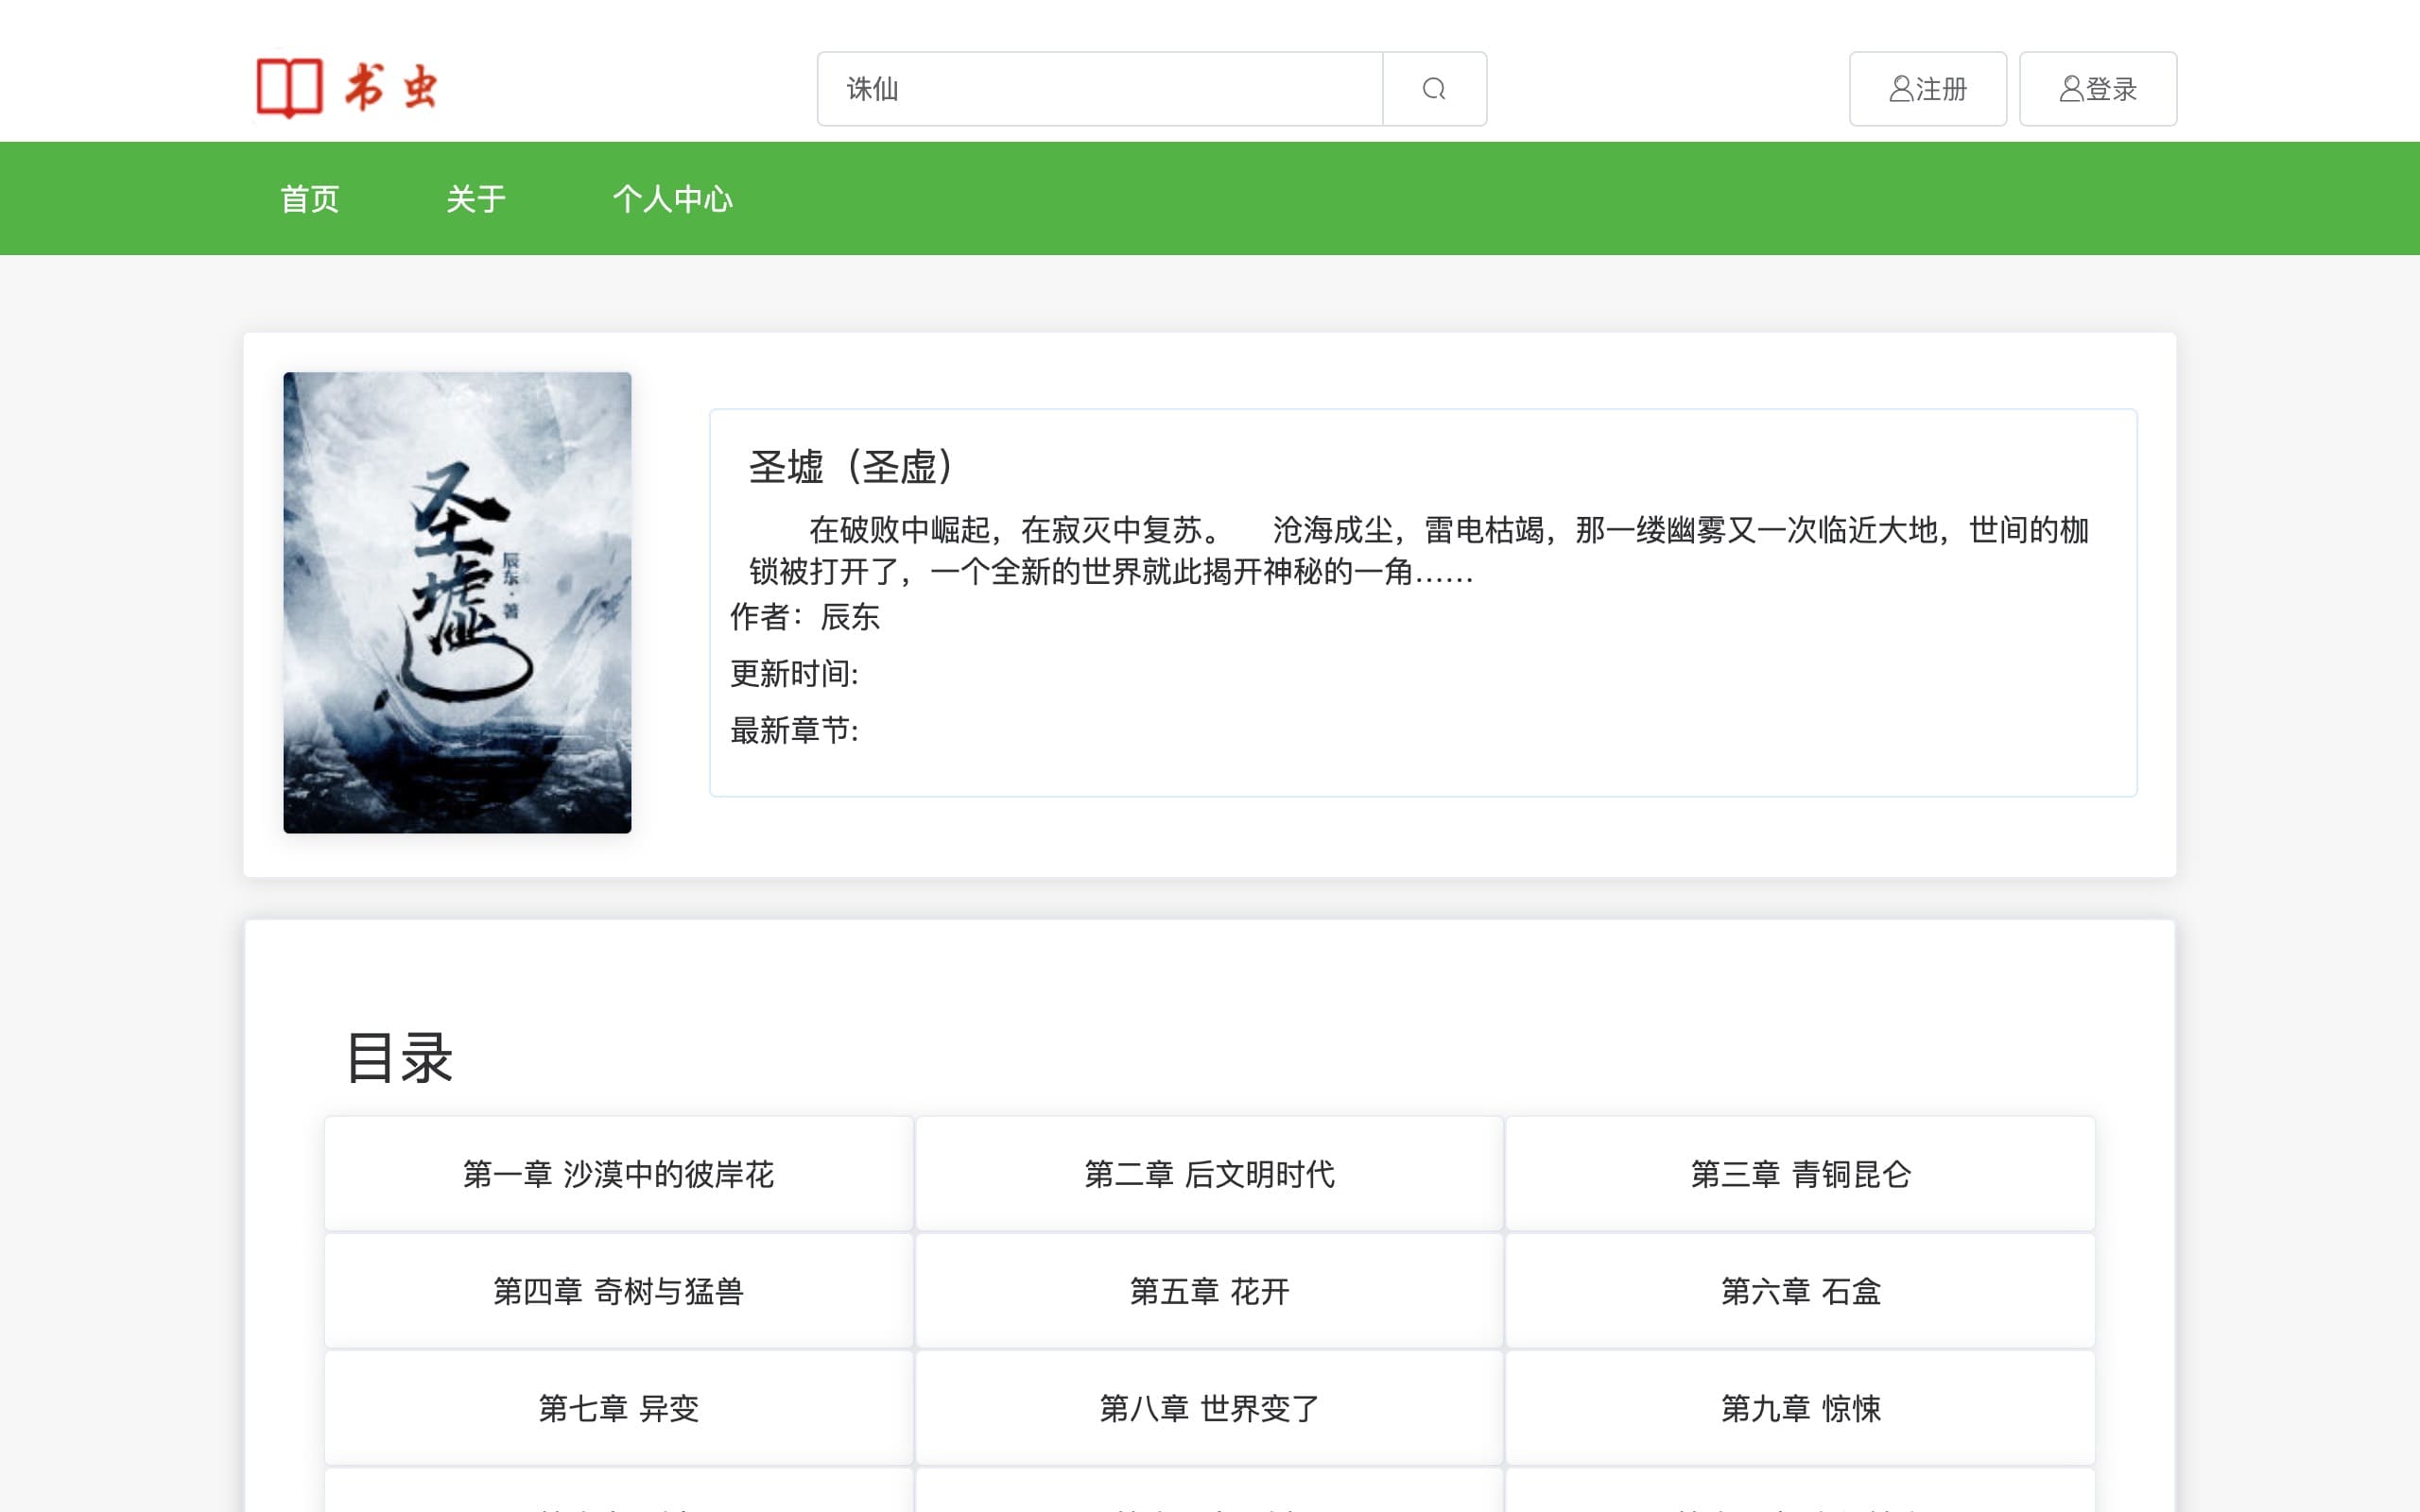 书虫
诛仙
注册
登录
首页
关于
个人中心
圣墟
辰东·著
圣墟（圣虚）
在破败中崛起，在寂灭中复苏。 沧海成尘，雷电枯竭，那一缕幽雾又一次临近大地，世间的枷
锁被打开了，一个全新的世界就此揭开神秘的一角……
作者：辰东
更新时间:
最新章节:
目录
第一章 沙漠中的彼岸花
第二章 后文明时代
第三章 青铜昆仑
第四章 奇树与猛兽
第五章 花开
第六章 石盒
第七章 异变
第八章 世界变了
第九章 惊悚